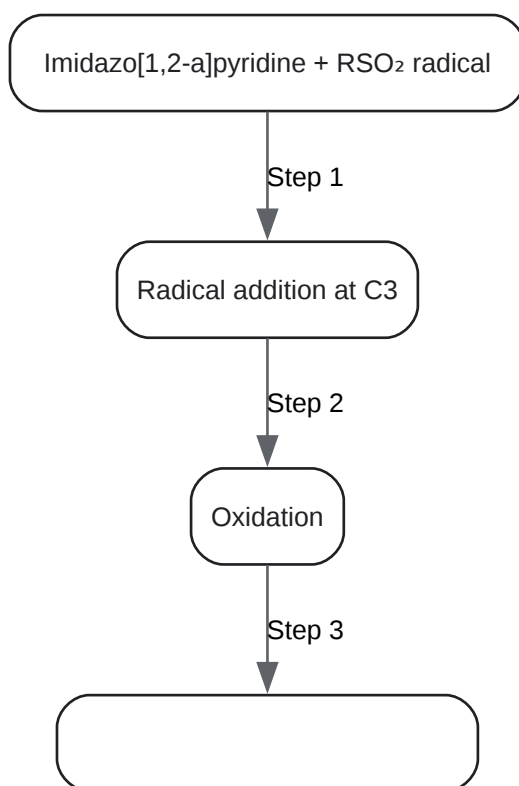 Imidazo[1,2-a]pyridine + RSO₂ radical
Step 1
Radical addition at C3
Step 2
Oxidation
Step 3